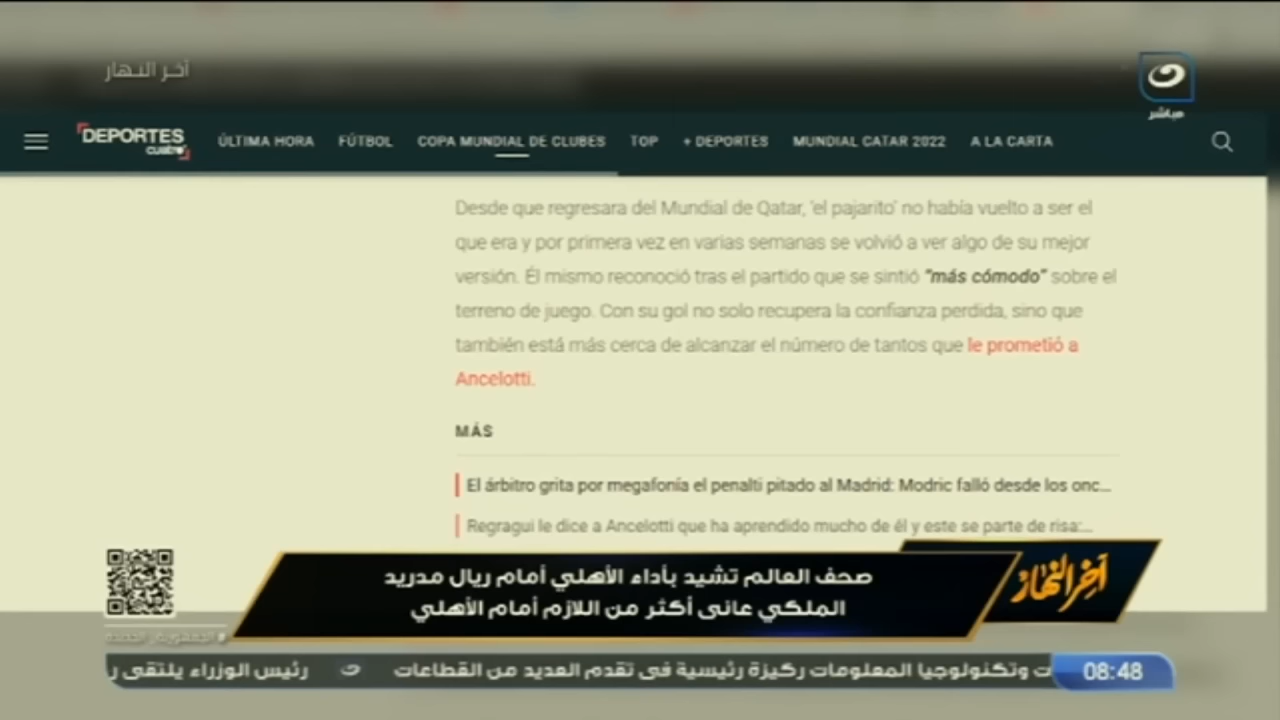 آخر النهار
مباشر
DEPORTES
cuatro
ÚLTIMA HORA FÚTBOL COPA MUNDIAL DE CLUBES TOP + DEPORTES MUNDIAL CATAR 2022 A LA CARTA
Desde que regresara del Mundial de Qatar, 'el pajarito' no había vuelto a ser el
que era y por primera vez en varias semanas se volvió a ver algo de su mejor
versión. Él mismo reconoció tras el partido que se sintió "más cómodo" sobre el
terreno de juego. Con su gol no solo recupera la confianza perdida, sino que
también está más cerca de alcanzar el número de tantos que le prometió a
Ancelotti.
MÁS
El árbitro grita por megafonía el penalti pitado al Madrid: Modric falló desde los onc...
Regragui le dice a Ancelotti que ha aprendido mucho de él y este se parte de risa:...
آخر النهار
صحف العالم تشيد بأداء الأهلي أمام ريال مدريد
الملكي عانى أكثر من اللازم أمام الأهلي
#الجمهورية_الجديدة
08:48 ت وتكنولوجيا المعلومات ركيزة رئيسية فى تقدم العديد من القطاعات رئيس الوزراء يلتقى ر